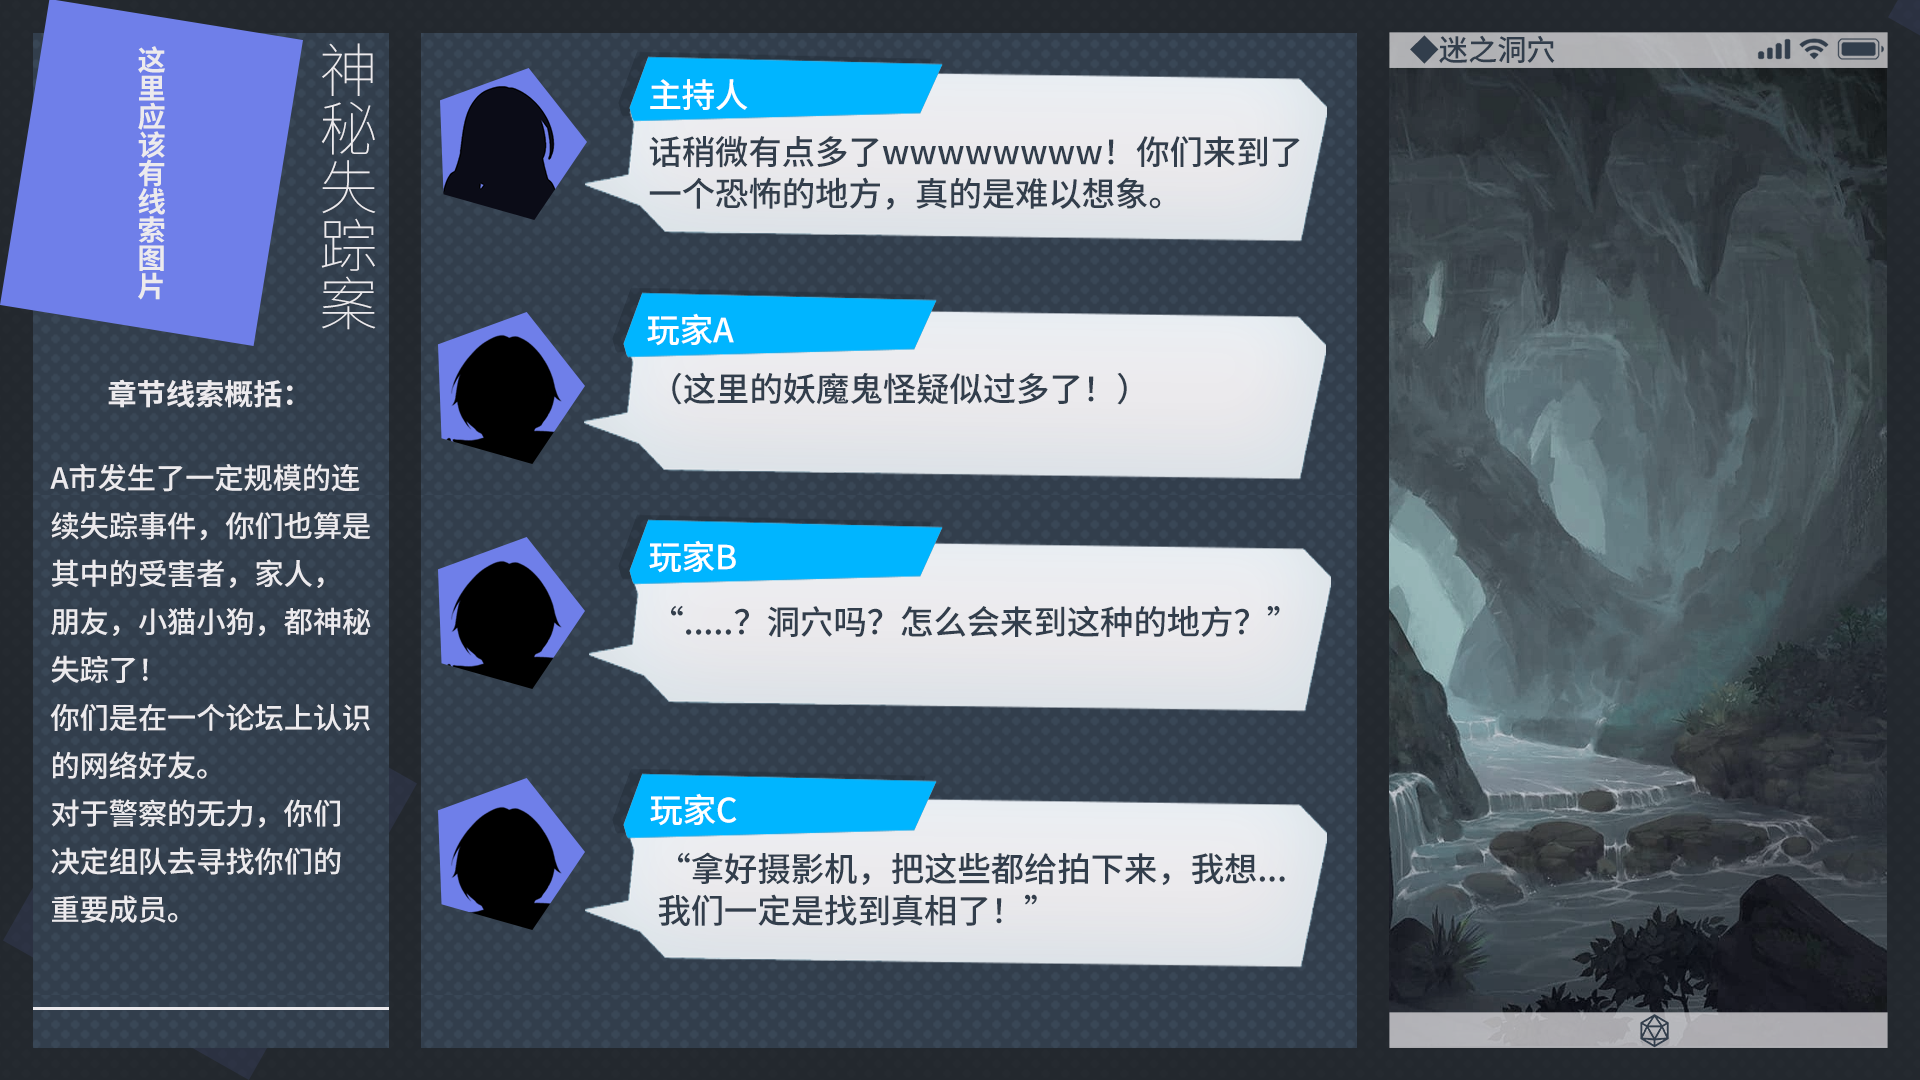 这里应该有线索图片
神秘失踪案
章节线索概括：
A市发生了一定规模的连
续失踪事件，你们也算是
其中的受害者，家人，
朋友，小猫小狗，都神秘
失踪了！
你们是在一个论坛上认识
的网络好友。
对于警察的无力，你们
决定组队去寻找你们的
重要成员。
主持人
话稍微有点多了wwwwwwww！你们来到了
一个恐怖的地方，真的是难以想象。
玩家A
（这里的妖魔鬼怪疑似过多了！）
玩家B
“.....？洞穴吗？怎么会来到这种的地方？”
玩家C
“拿好摄影机，把这些都给拍下来，我想...
我们一定是找到真相了！”
◆迷之洞穴